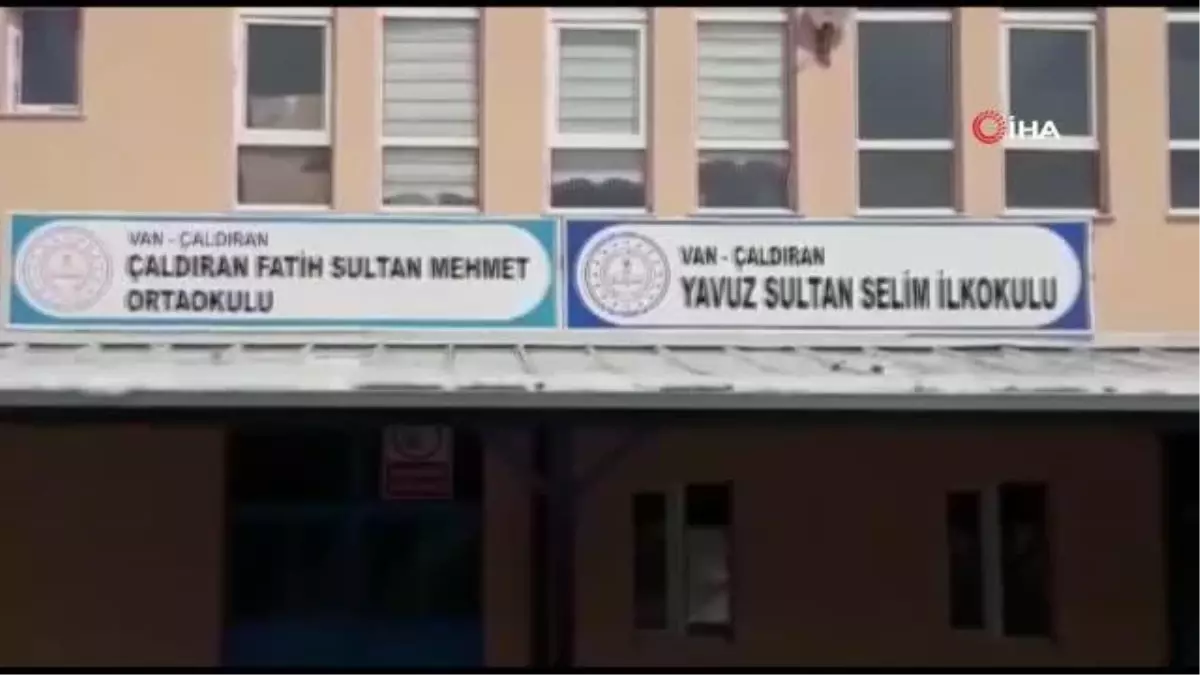 İHA
VAN - ÇALDIRAN
ÇALDIRAN FATİH SULTAN MEHMET
ORTAOKULU
VAN - ÇALDIRAN
YAVUZ SULTAN SELİM İLKOKULU